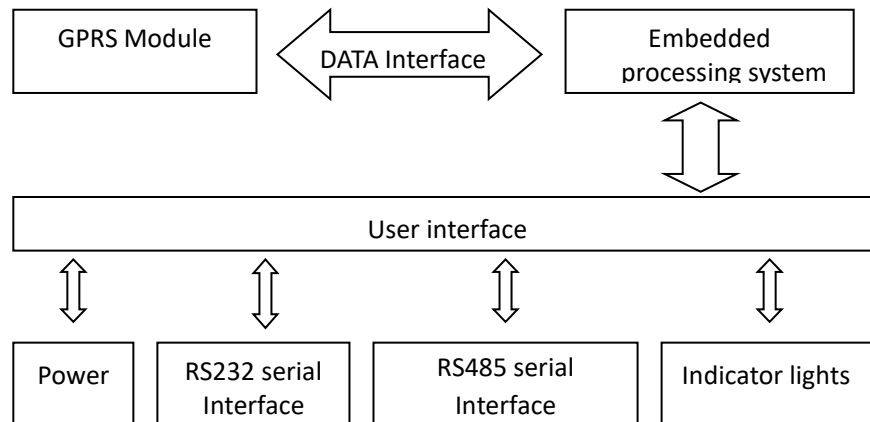 GPRS Module
DATA Interface
Embedded
processing system
User interface
Power
RS232 serial
Interface
RS485 serial
Interface
Indicator lights